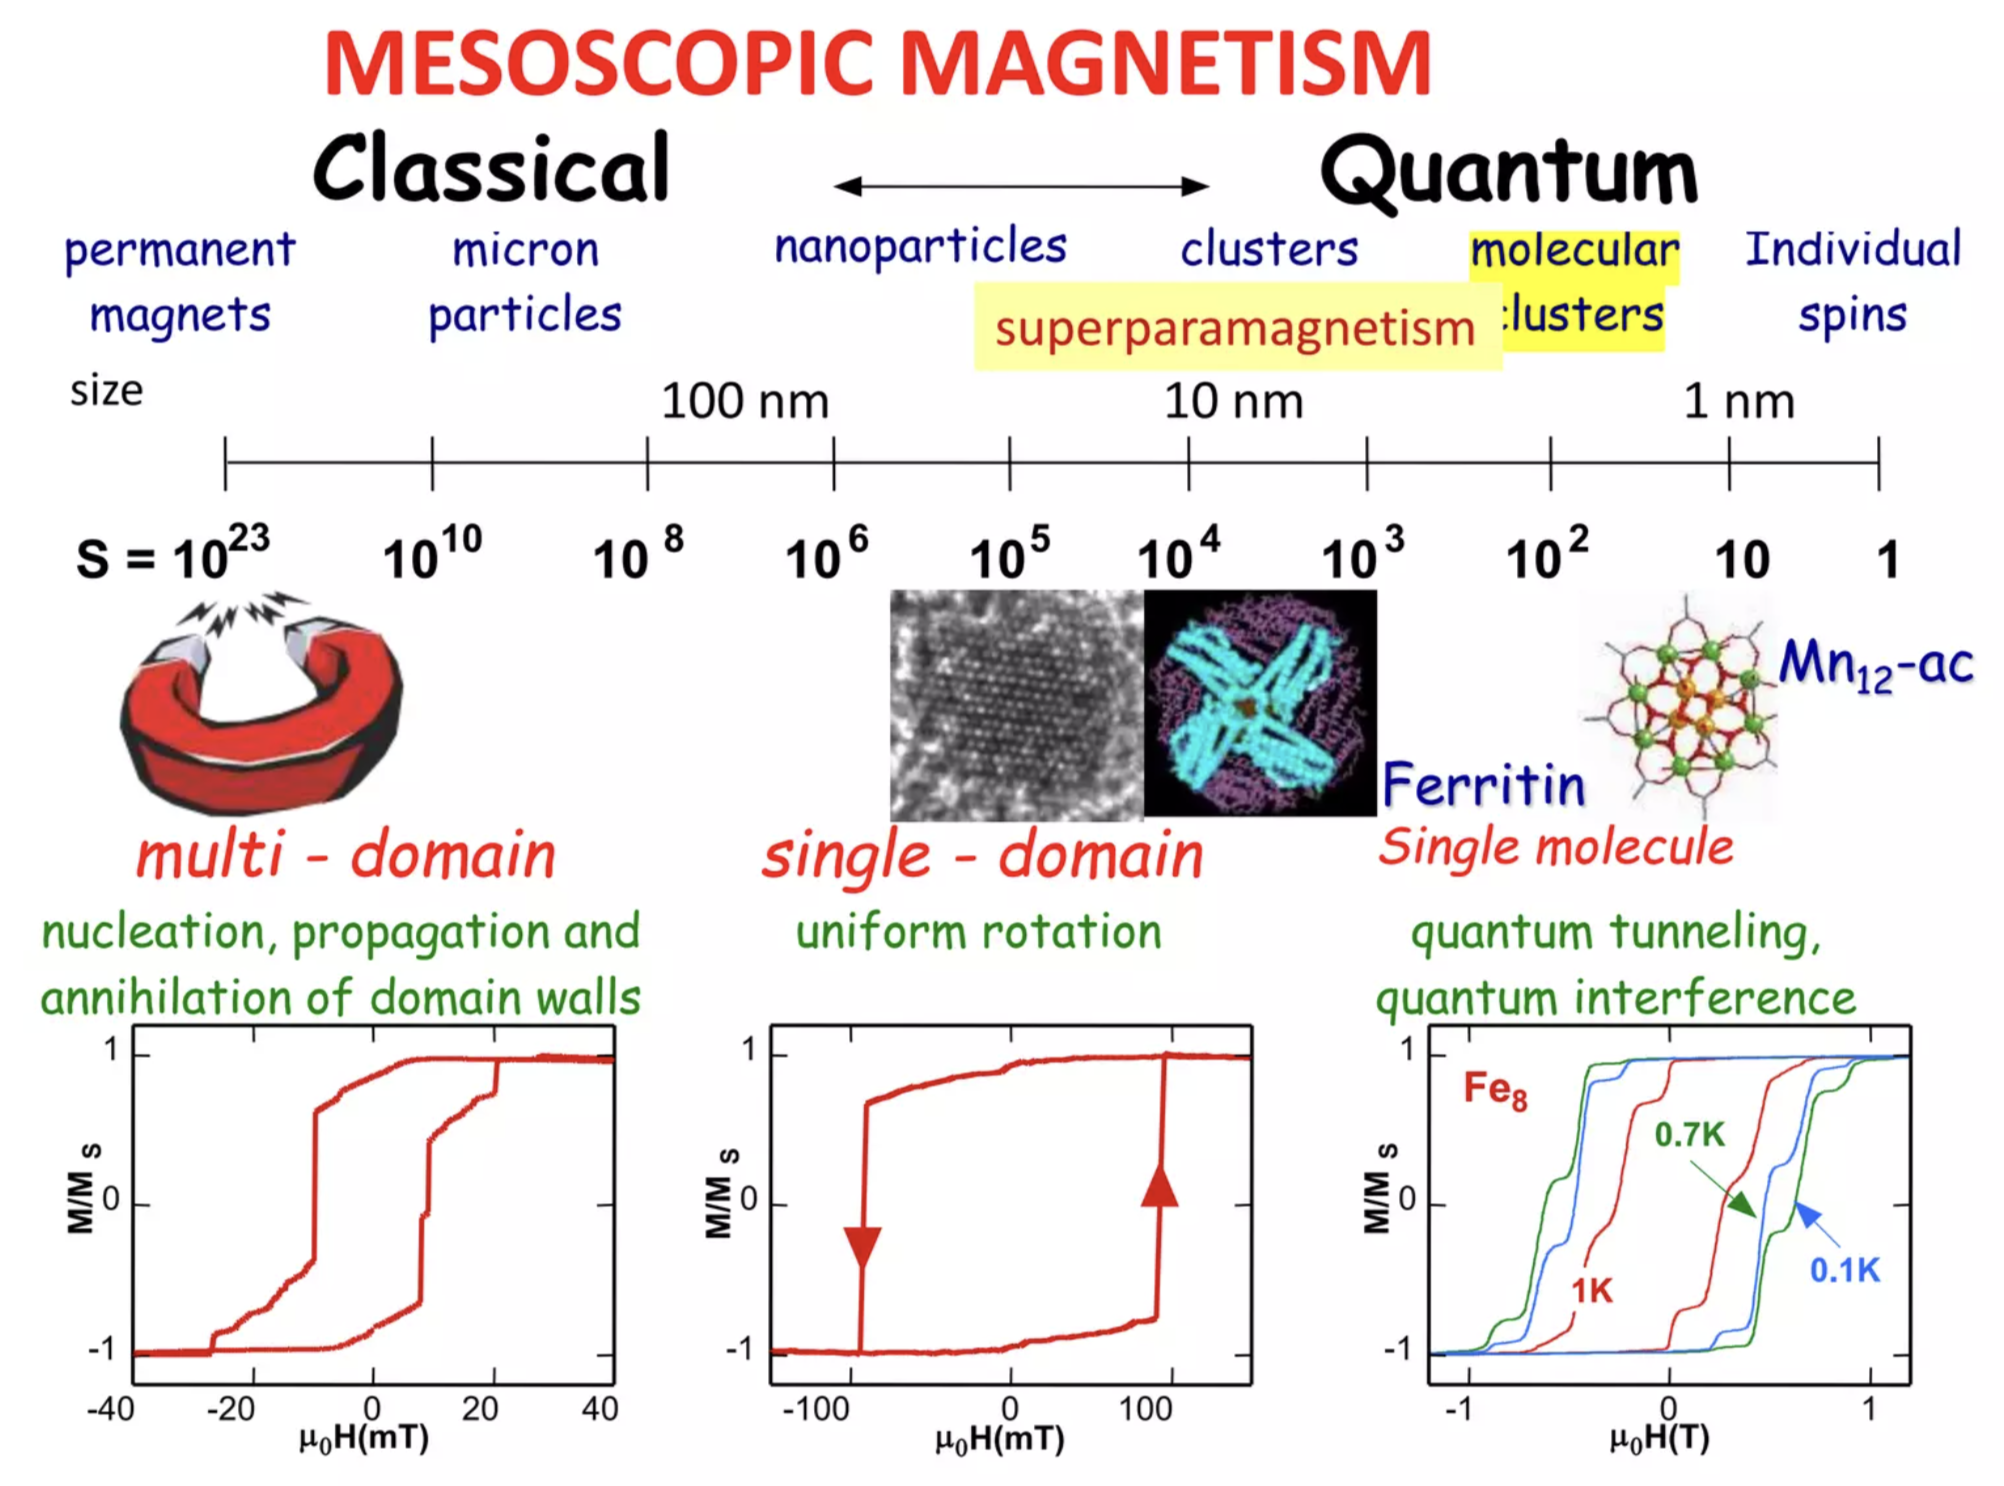 MESOSCOPIC MAGNETISM
Classical Quantum
permanent magnets
micron particles
nanoparticles
clusters
molecular clusters
Individual spins
superparamagnetism
size
100 nm 10 nm 1 nm
S = 10²³ 10¹⁰ 10⁸ 10⁶ 10⁵ 10⁴ 10³ 10² 10 1
Mn₁₂-ac
Ferritin
multi - domain
single - domain
Single molecule
nucleation, propagation and
annihilation of domain walls
uniform rotation
quantum tunneling,
quantum interference
M/M s
1
0
-1
-40 -20 0 20 40
μ₀H(mT)
M/M s
1
0
-1
-100 0 100
μ₀H(mT)
M/M s
1
0
-1
Fe₈
0.7K
1K
0.1K
-1 0 1
μ₀H(T)